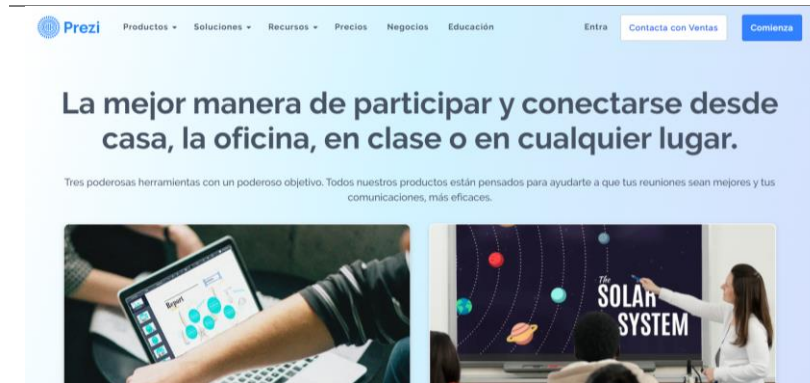 Prezi Productos Soluciones Recursos Precios Negocios Educación Entra Contacta con Ventas Comienza
La mejor manera de participar y conectarse desde
casa, la oficina, en clase o en cualquier lugar.
Tres poderosas herramientas con un poderoso objetivo. Todos nuestros productos están pensados para ayudarte a que tus reuniones sean mejores y tus
comunicaciones, más eficaces.
Report
The
SOLAR
SYSTEM